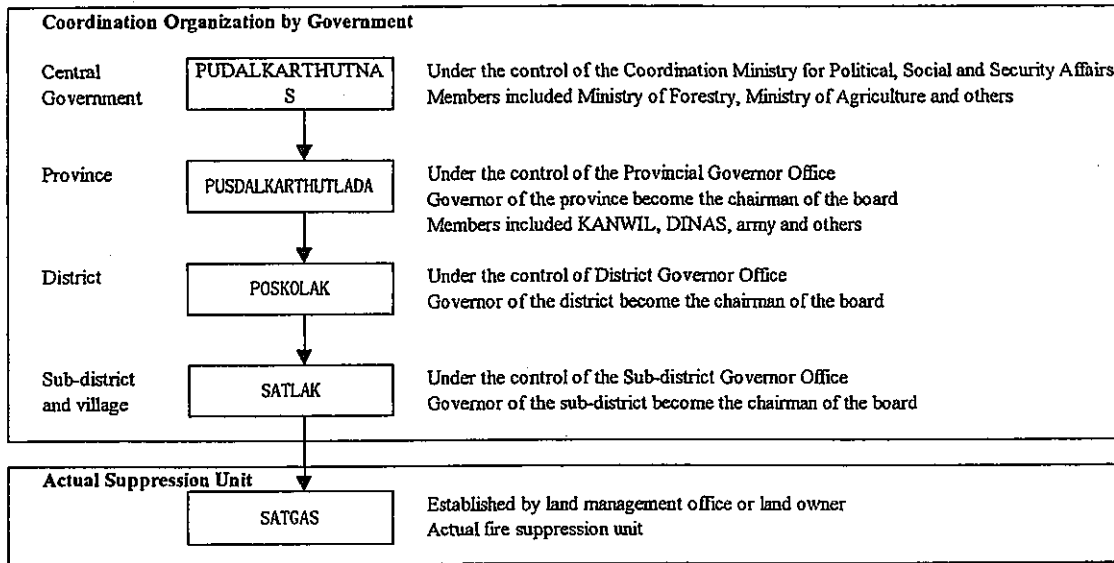 Coordination Organization by Government
Central
Government
PUDALKARTHUTNA
S
Under the control of the Coordination Ministry for Political, Social and Security Affairs
Members included Ministry of Forestry, Ministry of Agriculture and others
Province
PUSDALKARTHUTLADA
Under the control of the Provincial Governor Office
Governor of the province become the chairman of the board
Members included KANWIL, DINAS, army and others
District
POSKOLAK
Under the control of District Governor Office
Governor of the district become the chairman of the board
Sub-district
and village
SATLAK
Under the control of the Sub-district Governor Office
Governor of the sub-district become the chairman of the board
Actual Suppression Unit
SATGAS
Established by land management office or land owner
Actual fire suppression unit